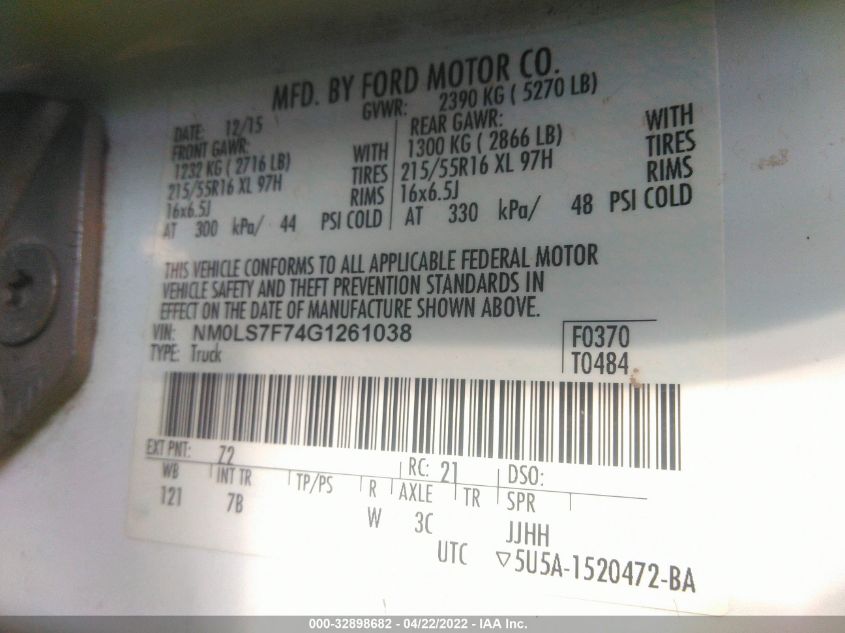 MFD. BY FORD MOTOR CO.
DATE: 12/15 GVWR: 2390 KG ( 5270 LB)
FRONT GAWR: REAR GAWR:
1232 KG ( 2716 LB) WITH 1300 KG ( 2866 LB) WITH
215/55R16 XL 97H TIRES 215/55R16 XL 97H TIRES
16x6.5J RIMS 16x6.5J RIMS
AT 300 kPa/ 44 PSI COLD AT 330 kPa/ 48 PSI COLD
THIS VEHICLE CONFORMS TO ALL APPLICABLE FEDERAL MOTOR
VEHICLE SAFETY AND THEFT PREVENTION STANDARDS IN
EFFECT ON THE DATE OF MANUFACTURE SHOWN ABOVE.
VIN: NM0LS7F74G1261038 F0370
TYPE: Truck T0484
EXT PNT: Z2 RC: 21 DSO:
WB INT TR TP/PS R AXLE TR SPR
121 7B W 3C JJHH
UTC ▽5U5A-1520472-BA
000-32898682 - 04/22/2022 - IAA Inc.